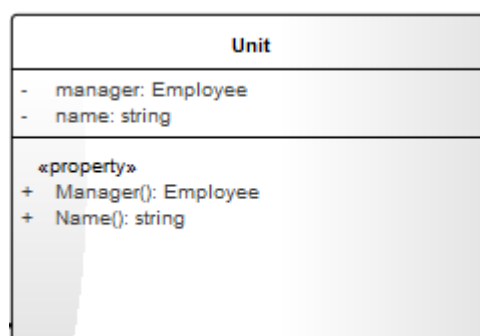 Unit
- manager: Employee
- name: string
«property»
+ Manager(): Employee
+ Name(): string